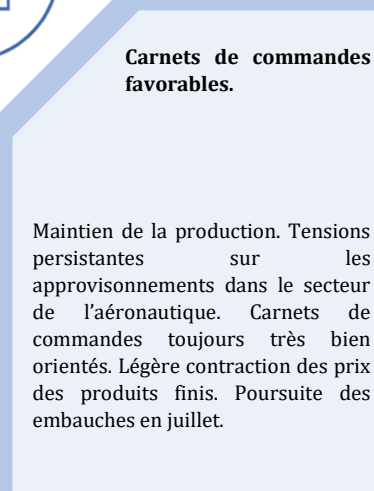 Carnets de commandes
favorables.
Maintien de la production. Tensions
persistantes sur les
approvisonnements dans le secteur
de l’aéronautique. Carnets de
commandes toujours très bien
orientés. Légère contraction des prix
des produits finis. Poursuite des
embauches en juillet.